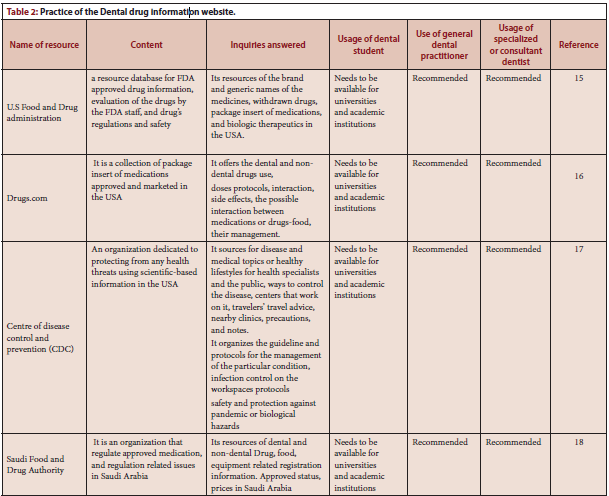 Table 2: Practice of the Dental drug information website.
Name of resource
Content
Inquiries answered
Usage of dental
student
Use of general
dental
practitioner
Usage of
specialized
or consultant
dentist
Reference
U.S Food and Drug
administration
a resource database for FDA
approved drug information,
evaluation of the drugs by
the FDA staff, and drug's
regulations and safety
Its resources of the brand
and generic names of the
medicines, withdrawn drugs,
package insert of medications,
and biologic therapeutics in
the USA.
Needs to be
available for
universities
and academic
institutions
Recommended
Recommended
15
Drugs.com
It is a collection of package
insert of medications
approved and marketed in
the USA
It offers the dental and non-
dental drugs use,
doses protocols, interaction,
side effects, the possible
interaction between
medications or drugs-food,
their management.
Needs to be
available for
universities
and academic
institutions
Recommended
Recommended
16
Centre of disease
control and
prevention (CDC)
An organization dedicated to
protecting from any health
threats using scientific-based
information in the USA
It sources for disease and
medical topics or healthy
lifestyles for health specialists
and the public, ways to control
the disease, centers that work
on it, travelers' travel advice,
nearby clinics, precautions,
and notes.
It organizes the guideline and
protocols for the management
of the particular condition,
infection control on the
workspaces protocols
safety and protection against
pandemic or biological
hazards
Needs to be
available for
universities
and academic
institutions
Recommended
Recommended
17
Saudi Food and
Drug Authority
It is an organization that
regulate approved medication,
and regulation related issues
in Saudi Arabia
Its resources of dental and
non-dental Drug, food,
equipment related registration
information. Approved status,
prices in Saudi Arabia
Needs to be
available for
universities
and academic
institutions
Recommended
Recommended
18